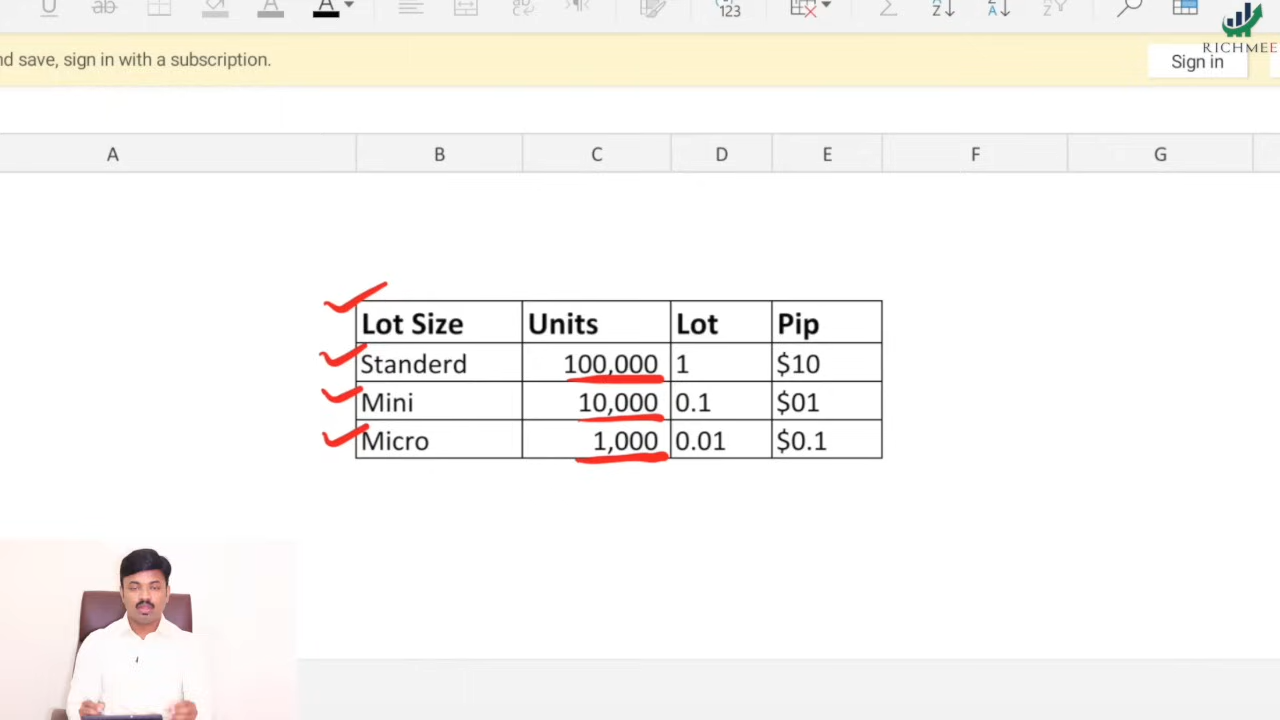 123
nd save, sign in with a subscription.
Sign in
RICHMEE
A B C D E F G
Lot Size Units Lot Pip
Standerd 100,000 1 $10
Mini 10,000 0.1 $01
Micro 1,000 0.01 $0.1